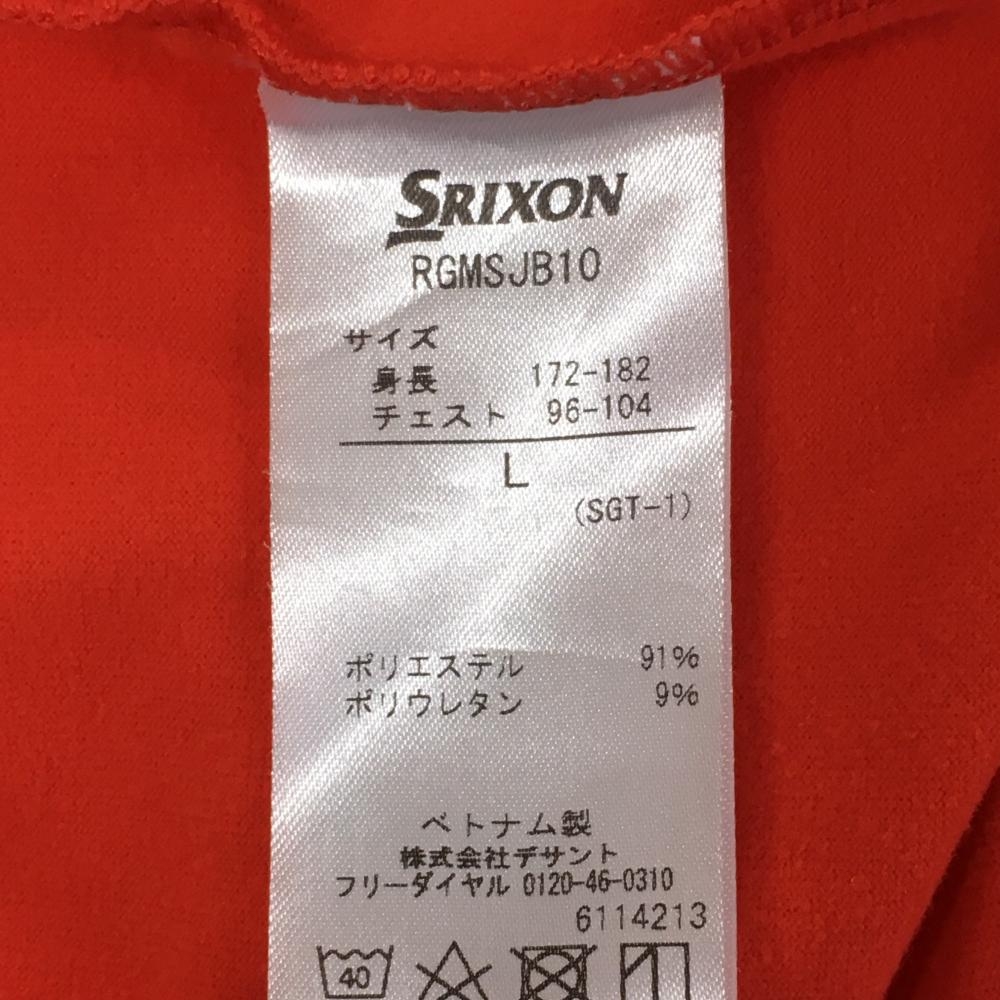 SRIXON
RGMSJB10
サイズ
身長 172-182
チェスト 96-104
L
(SGT-1)
ポリエステル 91%
ポリウレタン 9%
ベトナム製
株式会社デサント
フリーダイヤル 0120-46-0310
6114213
40